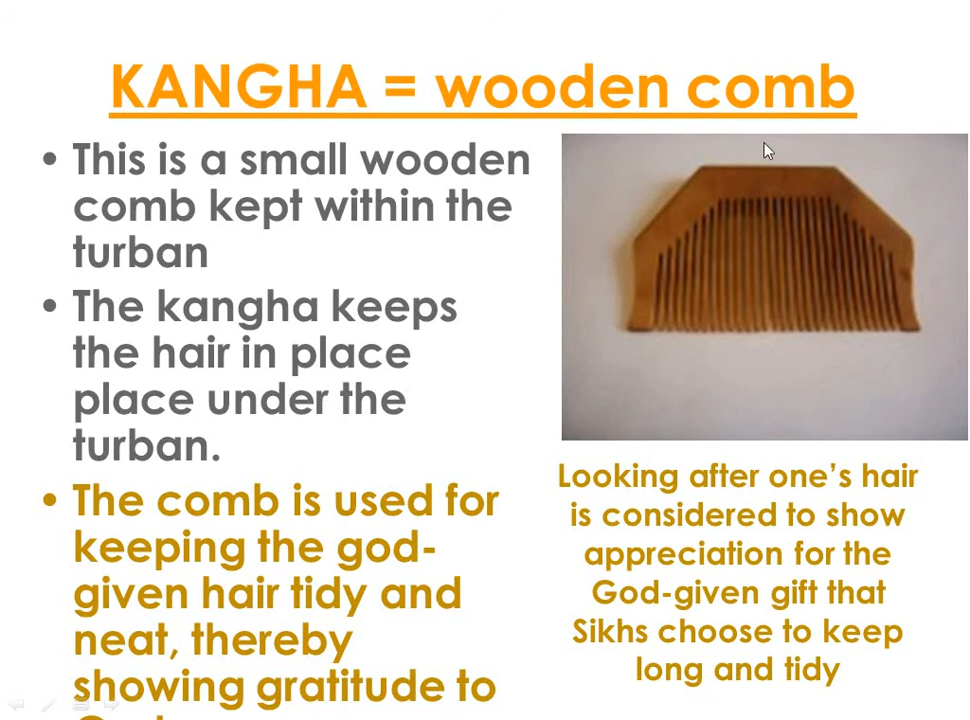 KANGHA = wooden comb
• This is a small wooden
comb kept within the
turban
• The kangha keeps
the hair in place
place under the
turban.
• The comb is used for
keeping the god-
given hair tidy and
neat, thereby
showing gratitude to
Looking after one’s hair
is considered to show
appreciation for the
God-given gift that
Sikhs choose to keep
long and tidy